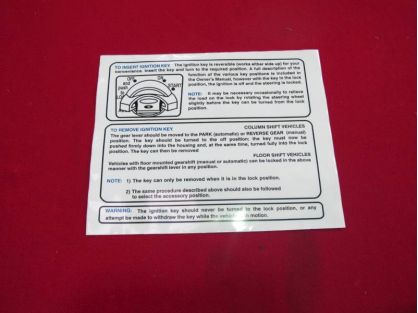 TO INSERT IGNITION KEY. The ignition key is reversible (works either side up) for your
convenience. Insert the key and turn to the required position. A full description of the
function of the various key positions is included in
the Owner's Manual, however with the key in the lock
position, the ignition is off and the steering is locked.
OFF
and
push
ON
START
NOTE: It may be necessary occasionally to relieve
the road on the lock by rotating the steering wheel
slightly before the key can be turned from the lock
position.
TO REMOVE IGNITION KEY
COLUMN SHIFT VEHICLES
The gear lever should be moved to the PARK (automatic) or REVERSE GEAR (manual)
position. The key should be turned to the off position; the key must now be
pushed firmly down into the housing and, at the same time, turned fully into the lock
position. The key can then be removed
FLOOR SHIFT VEHICLES
Vehicles with floor mounted gearshift (manual or automatic) can be locked in the above
manner with the gearshift lever in any position.
NOTE: 1) The key can only be removed when it is in the lock position.
2) The same procedure described above should also be followed
to select the accessory position.
WARNING: The ignition key should never be turned to the lock position, or any
attempt be made to withdraw the key while the vehicle in motion.